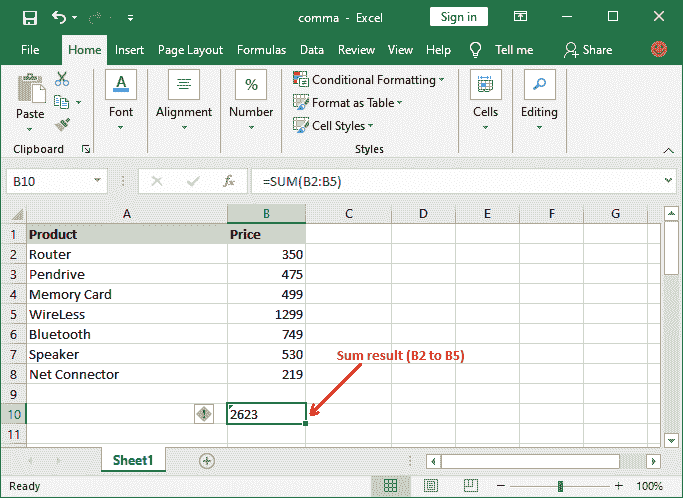 comma - Excel
Sign in
File Home Insert Page Layout Formulas Data Review View Help Tell me Share
Paste
Clipboard
A
Font
Alignment
%
Number
Conditional Formatting
Format as Table
Cell Styles
Styles
Cells
Editing
B10 fx =SUM(B2:B5)
A B C D E F G
1 Product Price
2 Router 350
3 Pendrive 475
4 Memory Card 499
5 WireLess 1299
6 Bluetooth 749
7 Speaker 530
8 Net Connector 219
Sum result (B2 to B5)
9
10 2623
11
Sheet1
Ready 100%